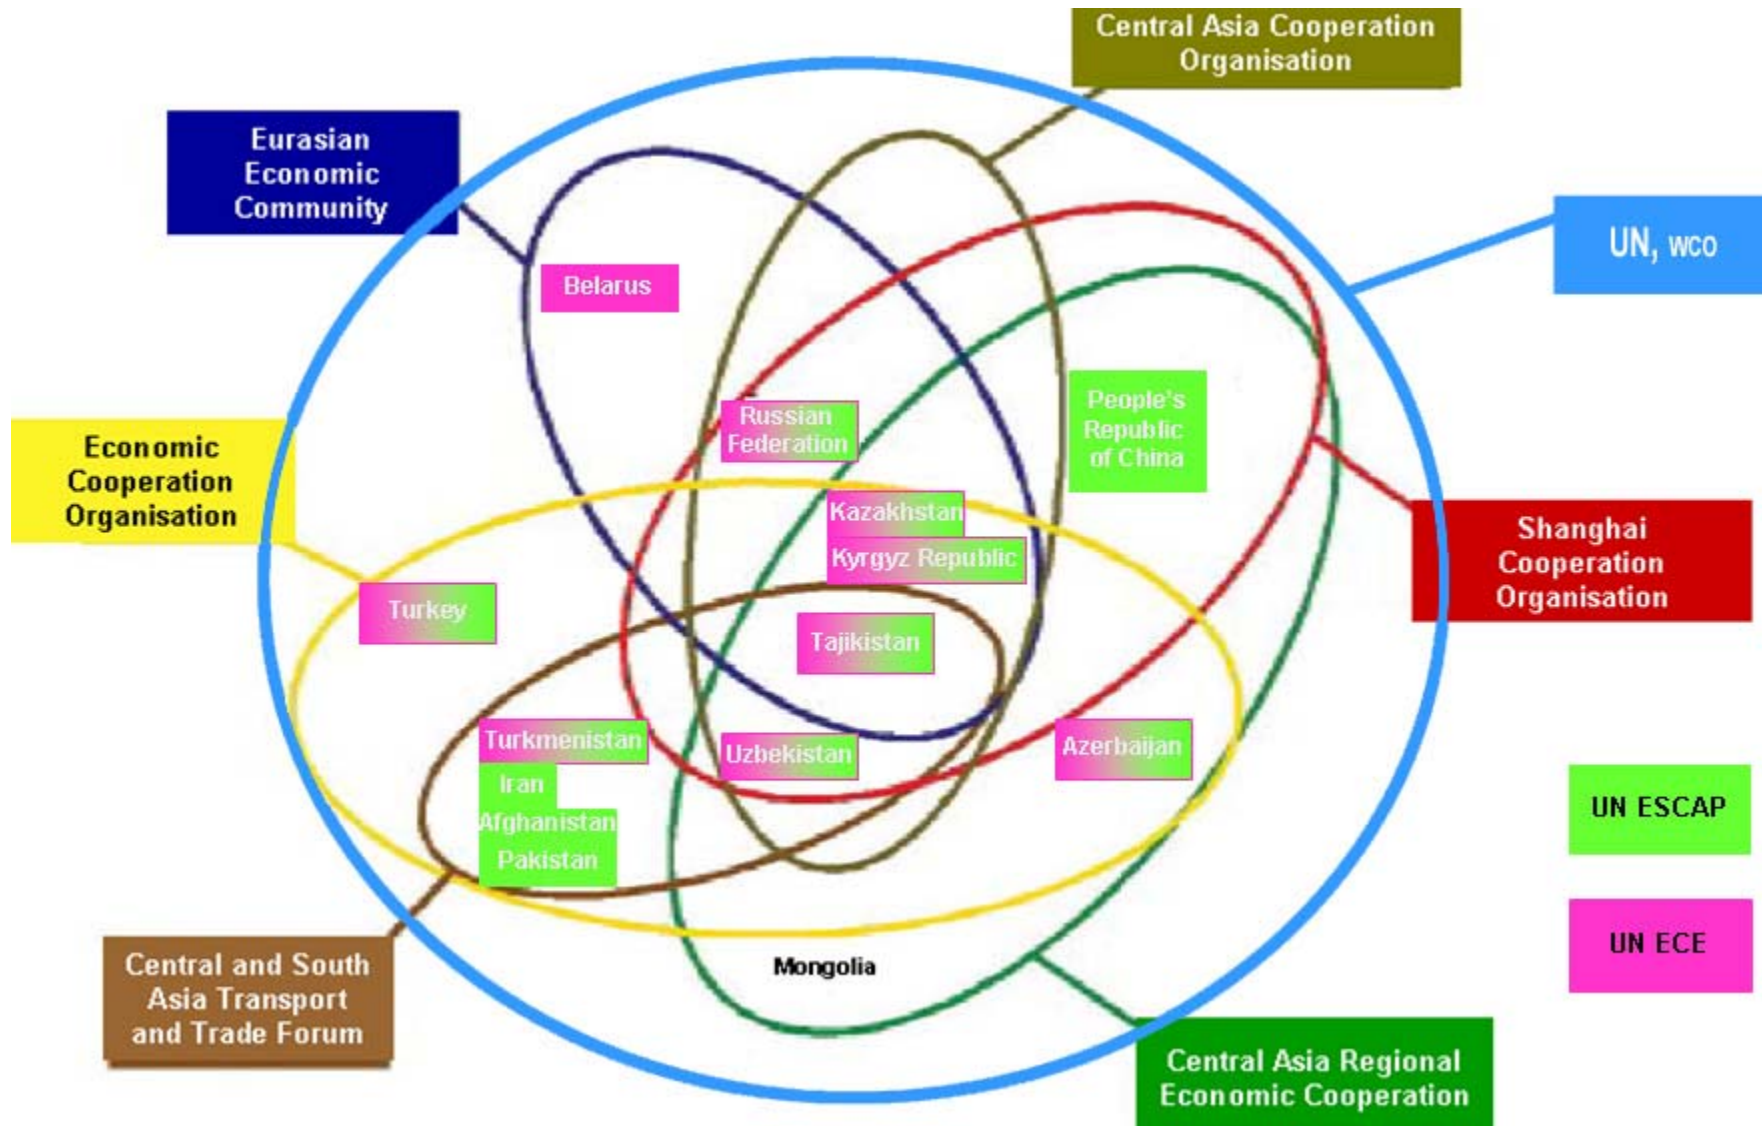 Central Asia Cooperation
Organisation
Eurasian
Economic
Community
UN, WCO
Belarus
People's
Republic
of China
Russian
Federation
Economic
Cooperation
Organisation
Kazakhstan
Kyrgyz Republic
Shanghai
Cooperation
Organisation
Turkey
Tajikistan
Turkmenistan
Uzbekistan
Azerbaijan
Iran
Afghanistan
Pakistan
UN ESCAP
UN ECE
Mongolia
Central and South
Asia Transport
and Trade Forum
Central Asia Regional
Economic Cooperation